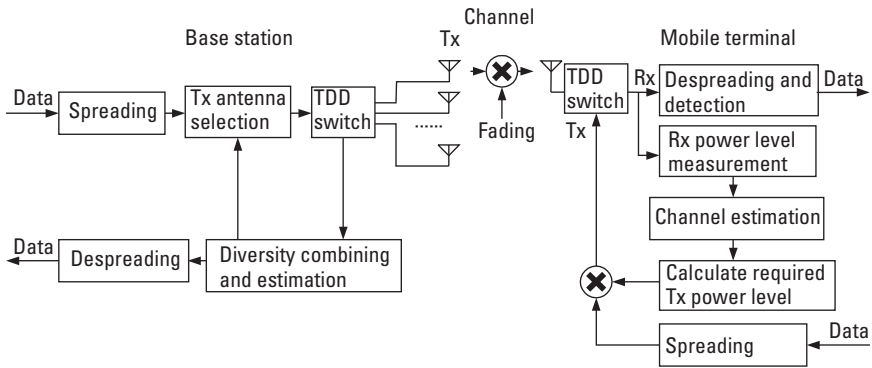 Channel
Base station
Tx
Mobile terminal
Data
Spreading
Tx antenna
selection
TDD
switch
......
Fading
TDD
switch
Rx
Tx
Despreading and
detection
Data
Rx power level
measurement
Channel estimation
Calculate required
Tx power level
Spreading
Data
Data
Despreading
Diversity combining
and estimation